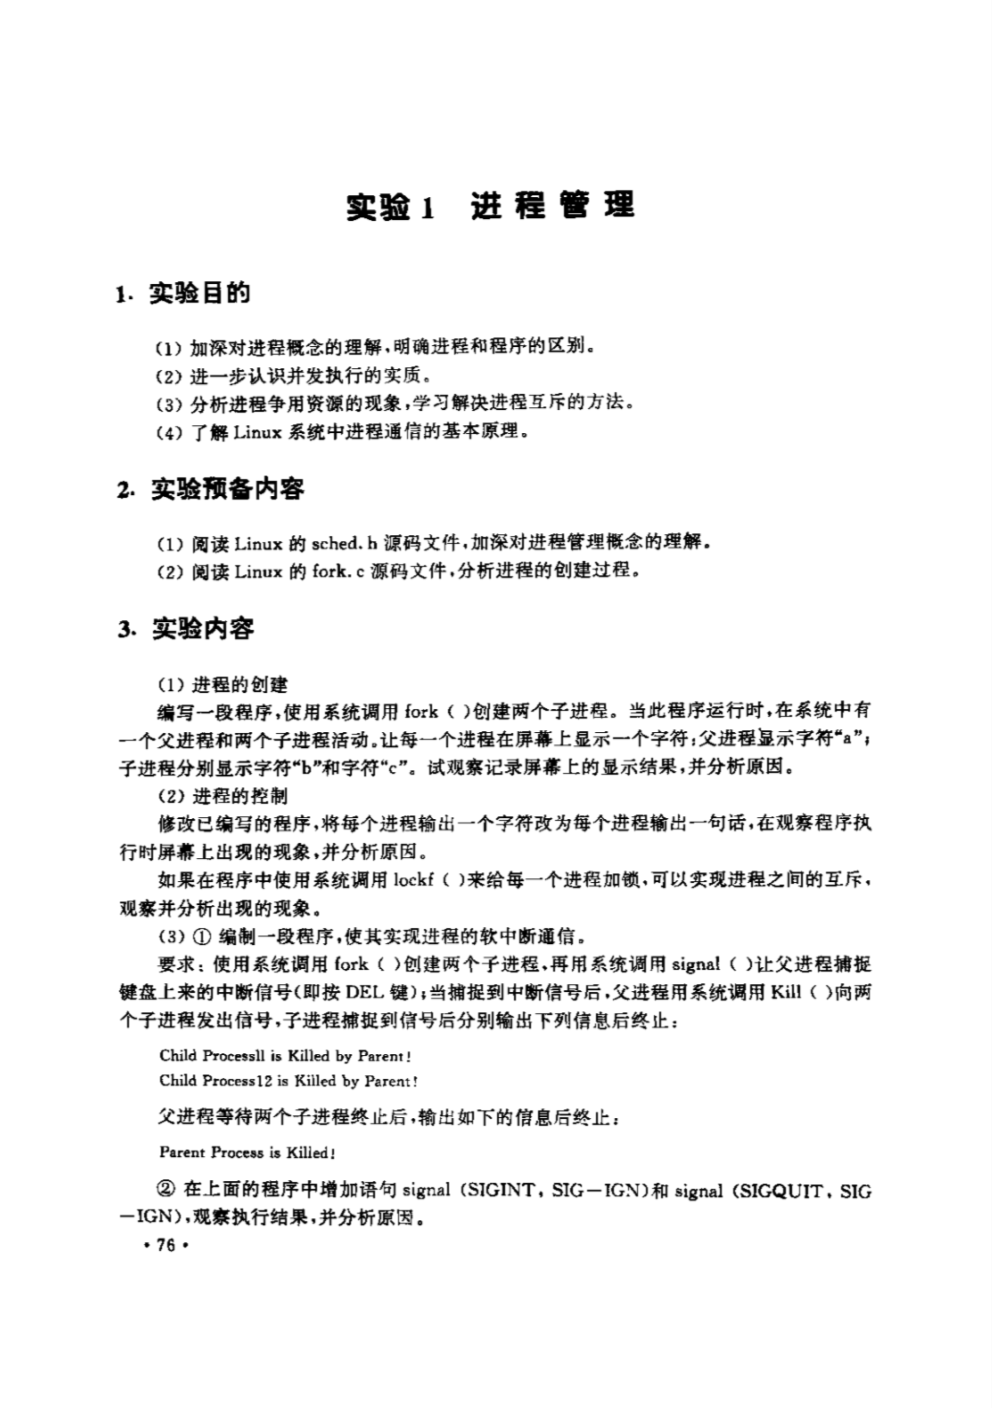 实验1 进程管理
1. 实验目的
(1) 加深对进程概念的理解,明确进程和程序的区别。
(2) 进一步认识并发执行的实质。
(3) 分析进程争用资源的现象,学习解决进程互斥的方法。
(4) 了解 Linux 系统中进程通信的基本原理。
2. 实验预备内容
(1) 阅读 Linux 的 sched.h 源码文件,加深对进程管理概念的理解。
(2) 阅读 Linux 的 fork.c 源码文件,分析进程的创建过程。
3. 实验内容
(1) 进程的创建
编写一段程序,使用系统调用 fork ( )创建两个子进程。当此程序运行时,在系统中有
一个父进程和两个子进程活动。让每一个进程在屏幕上显示一个字符:父进程显示字符“a”;
子进程分别显示字符“b”和字符“c”。试观察记录屏幕上的显示结果,并分析原因。
(2) 进程的控制
修改已编写的程序,将每个进程输出一个字符改为每个进程输出一句话,在观察程序执
行时屏幕上出现的现象,并分析原因。
如果在程序中使用系统调用 lockf ( )来给每一个进程加锁,可以实现进程之间的互斥,
观察并分析出现的现象。
(3) ① 编制一段程序,使其实现进程的软中断通信。
要求:使用系统调用 fork ( )创建两个子进程,再用系统调用 signal ( )让父进程捕捉
键盘上来的中断信号(即按 DEL 键);当捕捉到中断信号后,父进程用系统调用 Kill ( )向两
个子进程发出信号,子进程捕捉到信号后分别输出下列信息后终止:
Child Processll is Killed by Parent!
Child Process12 is Killed by Parent!
父进程等待两个子进程终止后,输出如下的信息后终止:
Parent Process is Killed!
② 在上面的程序中增加语句 signal (SIGINT, SIG-IGN)和 signal (SIGQUIT, SIG
-IGN),观察执行结果,并分析原因。
·76·